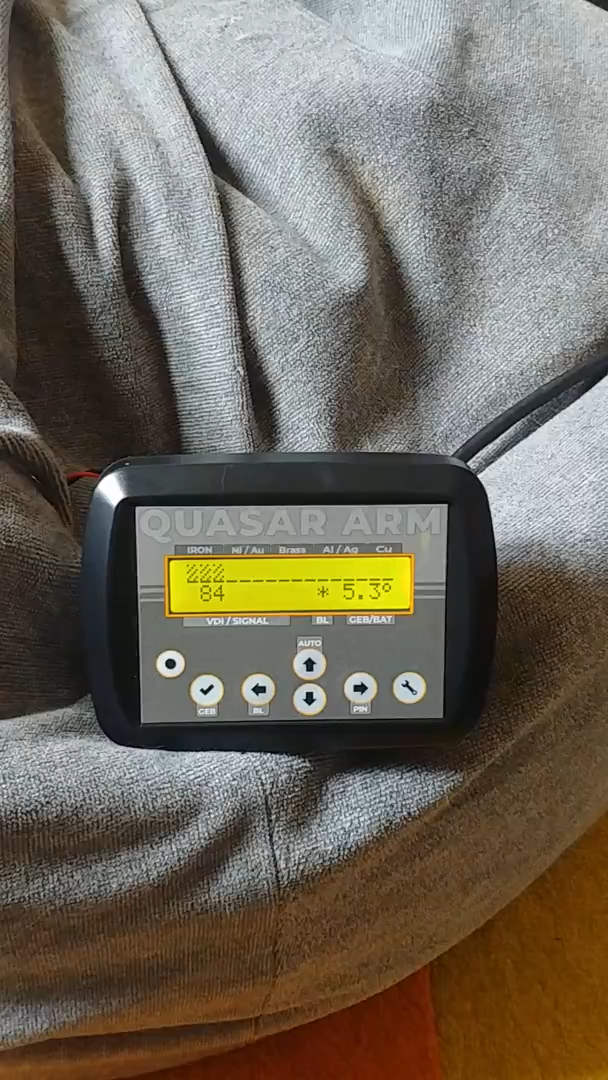 QUASAR ARM
IRON Ni / Au Brass Al / Ag Cu
84 * 5.3°
VDI / SIGNAL BL GEB/BAT
AUTO
GEB BL PIN